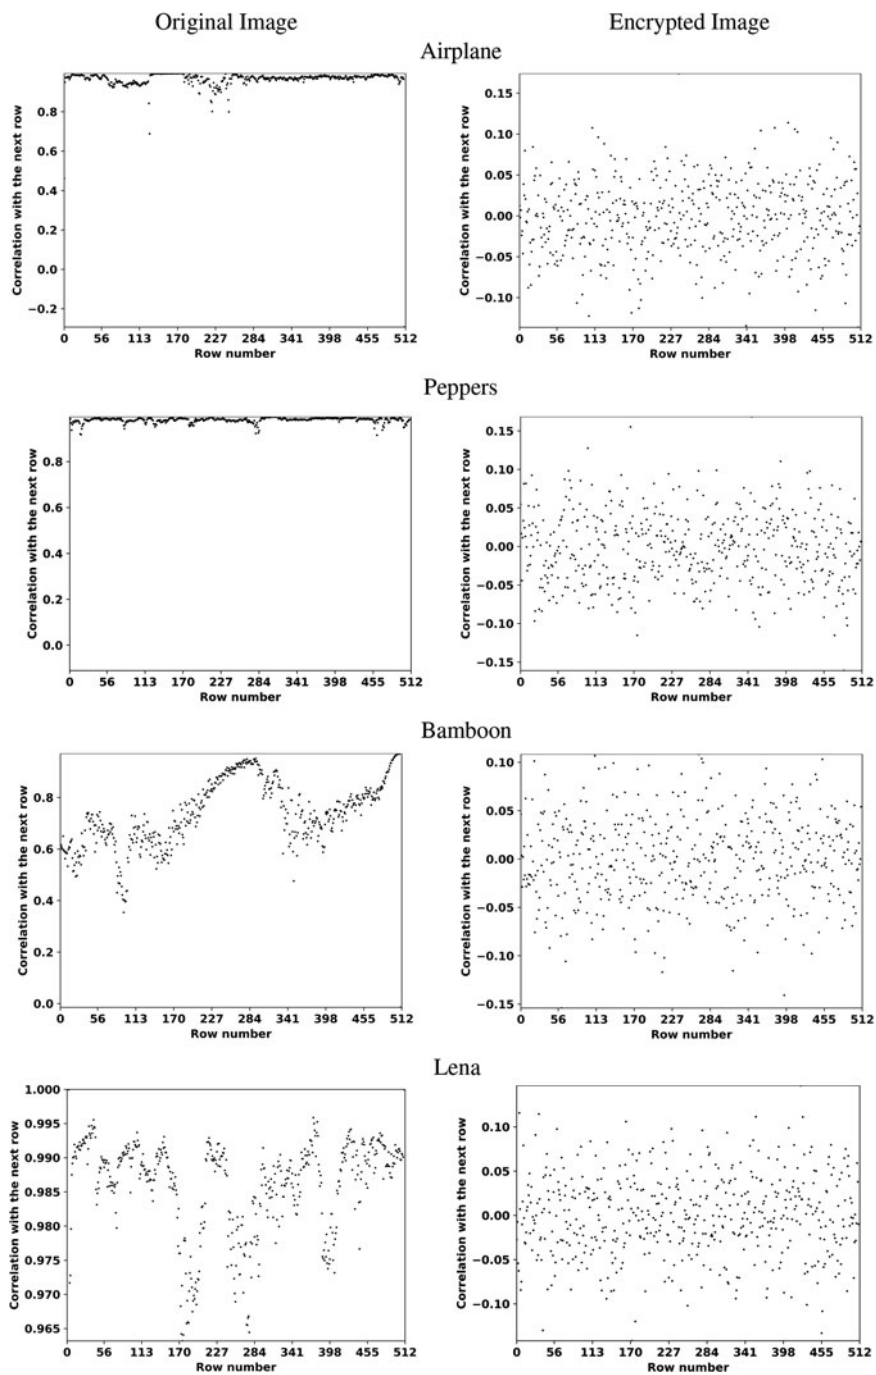 Original Image Encrypted Image
Airplane
Correlation with the next row
0.8
0.6
0.4
0.2
0.0
−0.2
0 56 113 170 227 284 341 398 455 512
Row number
Correlation with the next row
0.15
0.10
0.05
0.00
−0.05
−0.10
0 56 113 170 227 284 341 398 455 512
Row number
Peppers
Correlation with the next row
0.8
0.6
0.4
0.2
0.0
0 56 113 170 227 284 341 398 455 512
Row number
Correlation with the next row
0.15
0.10
0.05
0.00
−0.05
−0.10
−0.15
0 56 113 170 227 284 341 398 455 512
Row number
Bamboon
Correlation with the next row
0.8
0.6
0.4
0.2
0.0
0 56 113 170 227 284 341 398 455 512
Row number
Correlation with the next row
0.10
0.05
0.00
−0.05
−0.10
−0.15
0 56 113 170 227 284 341 398 455 512
Row number
Lena
Correlation with the next row
1.000
0.995
0.990
0.985
0.980
0.975
0.970
0.965
0 56 113 170 227 284 341 398 455 512
Row number
Correlation with the next row
0.10
0.05
0.00
−0.05
−0.10
0 56 113 170 227 284 341 398 455 512
Row number